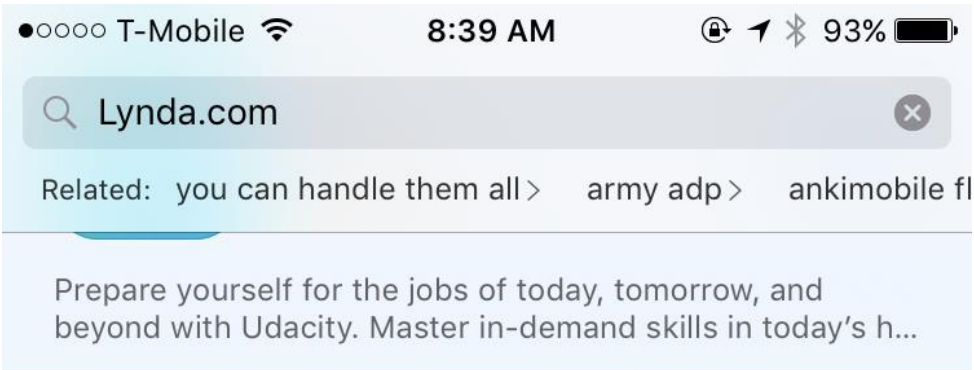 T-Mobile 8:39 AM 93%
Lynda.com
Related: you can handle them all > army adp > ankimobile fl
Prepare yourself for the jobs of today, tomorrow, and
beyond with Udacity. Master in-demand skills in today's h...